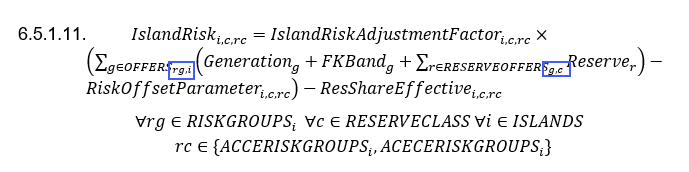 6.5.1.11. IslandRisk_{i,c,rc} = IslandRiskAdjustmentFactor_{i,c,rc} ×
(∑_{g∈OFFERS_{rg,i}}(Generation_g + FKBand_g + ∑_{r∈RESERVEOFFERS_{g,c}} Reserve_r) −
RiskOffsetParameter_{i,c,rc}) − ResShareEffective_{i,c,rc}
∀rg ∈ RISKGROUPS_i ∀c ∈ RESERVECLASS ∀i ∈ ISLANDS
rc ∈ {ACCERISKGROUPS_i, ACECERISKGROUPS_i}